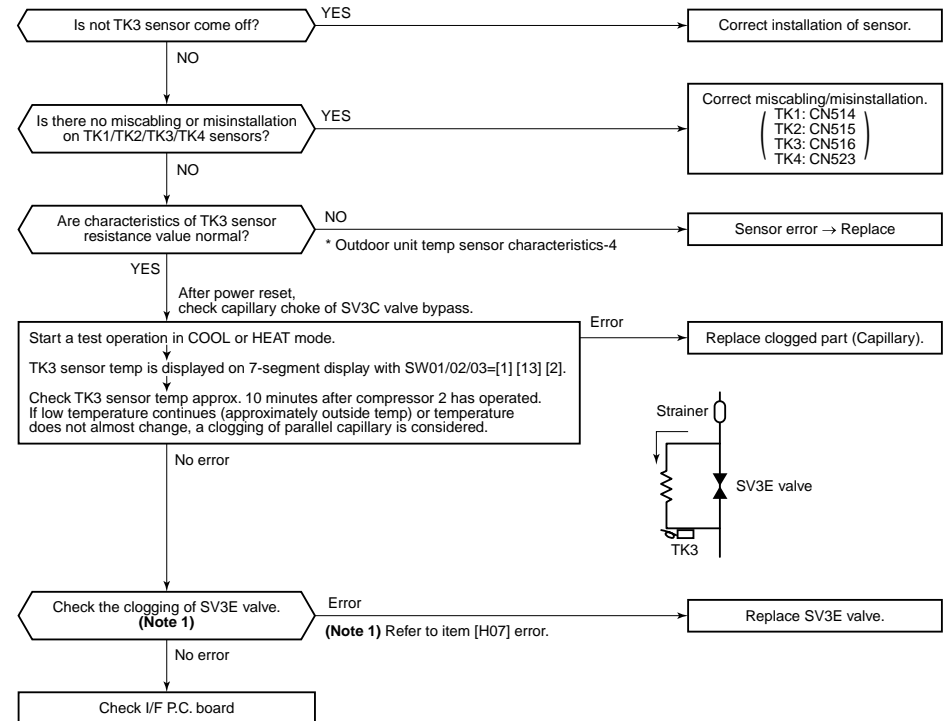 Is not TK3 sensor come off?
YES
Correct installation of sensor.
NO
Is there no miscabling or misinstallation
on TK1/TK2/TK3/TK4 sensors?
YES
Correct miscabling/misinstallation.
TK1: CN514
TK2: CN515
TK3: CN516
TK4: CN523
NO
Are characteristics of TK3 sensor
resistance value normal?
NO
* Outdoor unit temp sensor characteristics-4
Sensor error → Replace
YES
After power reset,
check capillary choke of SV3C valve bypass.
Start a test operation in COOL or HEAT mode.
TK3 sensor temp is displayed on 7-segment display with SW01/02/03=[1] [13] [2].
Check TK3 sensor temp approx. 10 minutes after compressor 2 has operated.
If low temperature continues (approximately outside temp) or temperature
does not almost change, a clogging of parallel capillary is considered.
Error
Replace clogged part (Capillary).
No error
Strainer
SV3E valve
TK3
Check the clogging of SV3E valve.
(Note 1)
Error
(Note 1) Refer to item [H07] error.
Replace SV3E valve.
No error
Check I/F P.C. board